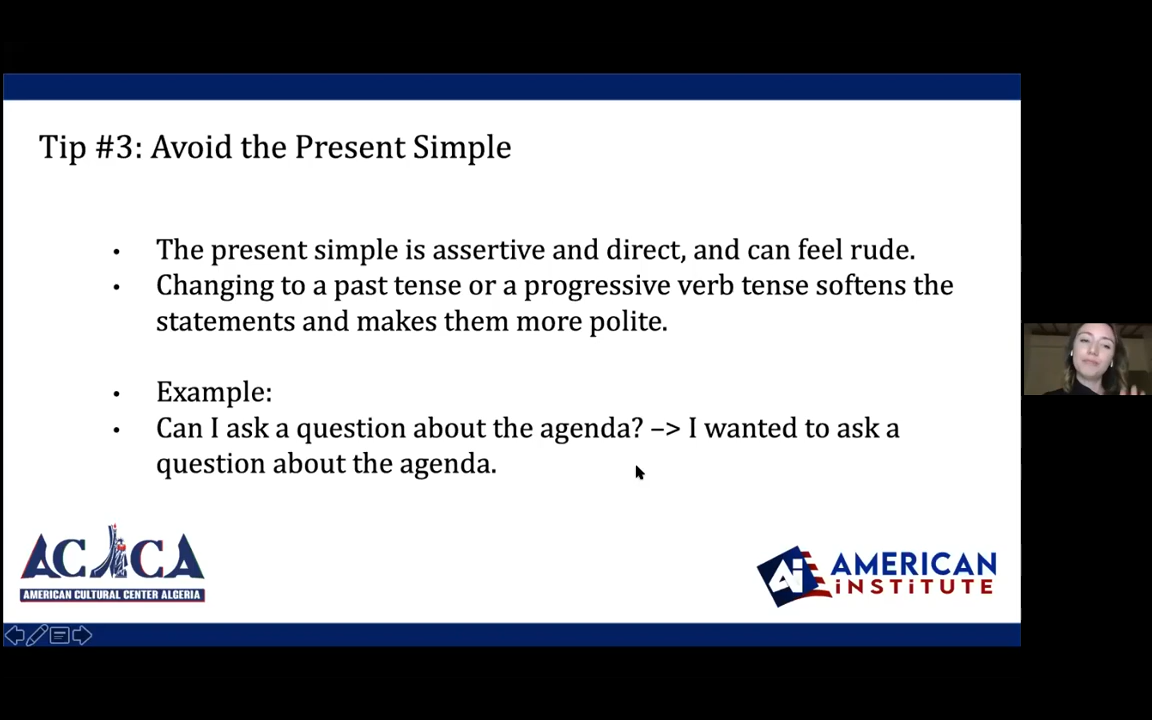 Tip #3: Avoid the Present Simple
• The present simple is assertive and direct, and can feel rude.
• Changing to a past tense or a progressive verb tense softens the
statements and makes them more polite.
• Example:
• Can I ask a question about the agenda? –> I wanted to ask a
question about the agenda.
ACCA
AMERICAN CULTURAL CENTER ALGERIA
Ai AMERICAN
iNSTiTUTE